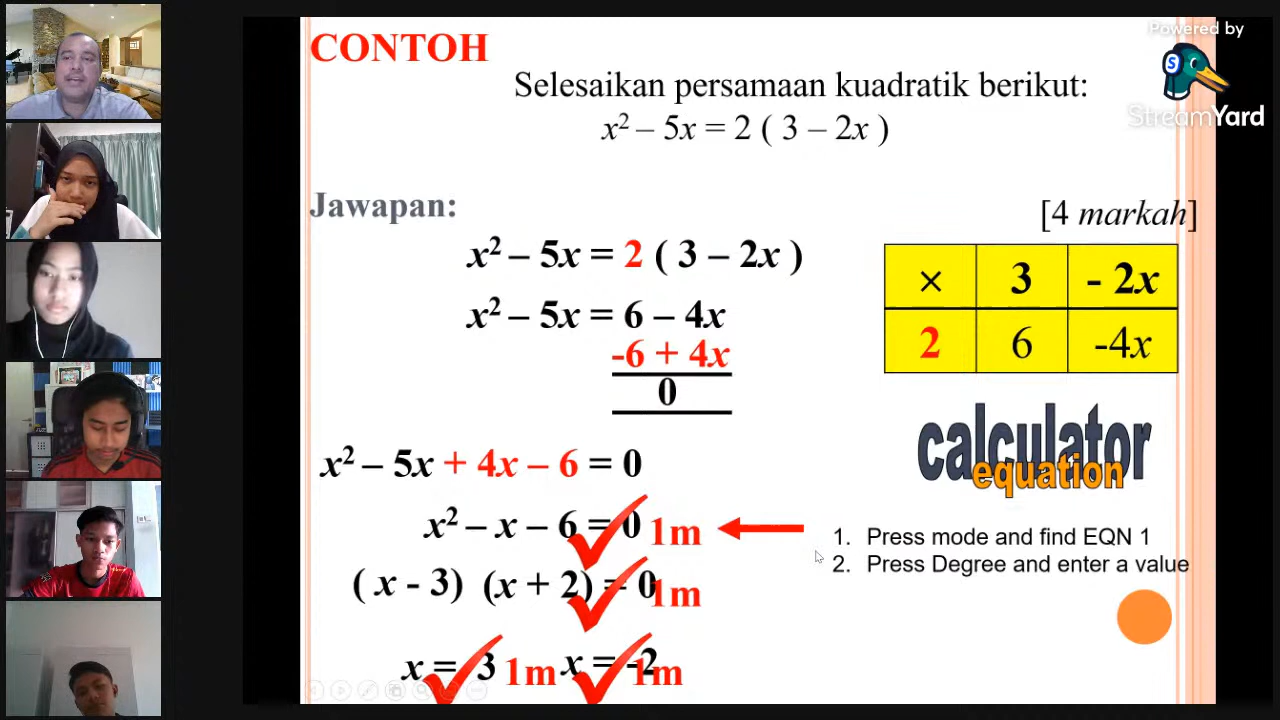 CONTOH
Selesaikan persamaan kuadratik berikut:
x² – 5x = 2 ( 3 – 2x )
Powered by
S
StreamYard
Jawapan:
[4 markah]
x² – 5x = 2 ( 3 – 2x )
x² – 5x = 6 – 4x
-6 + 4x
0
x² – 5x + 4x – 6 = 0
x² – x – 6 = 0 1m
( x - 3) (x + 2) = 0 1m
x = 3 1m x = -2 1m
× 3 - 2x
2 6 -4x
calculator
equation
1. Press mode and find EQN 1
2. Press Degree and enter a value